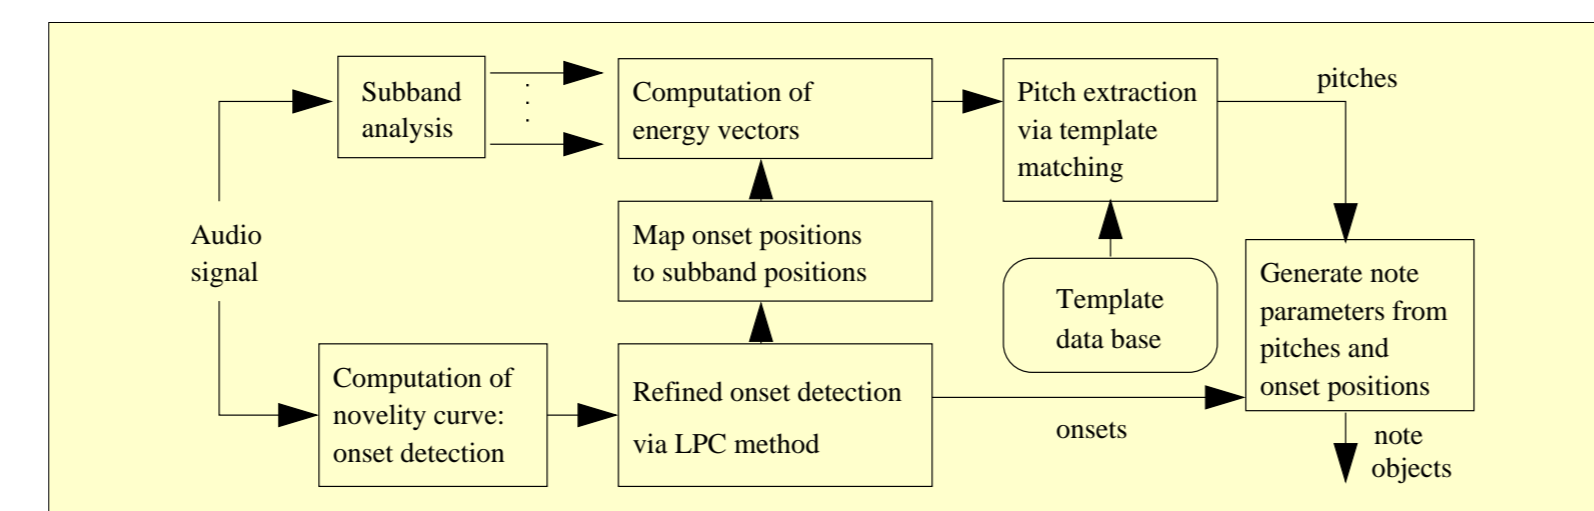 Audio
signal
Subband
analysis
Computation of
energy vectors
Pitch extraction
via template
matching
pitches
Map onset positions
to subband positions
Template
data base
Computation of
novelity curve:
onset detection
Refined onset detection
via LPC method
onsets
Generate note
parameters from
pitches and
onset positions
note
objects